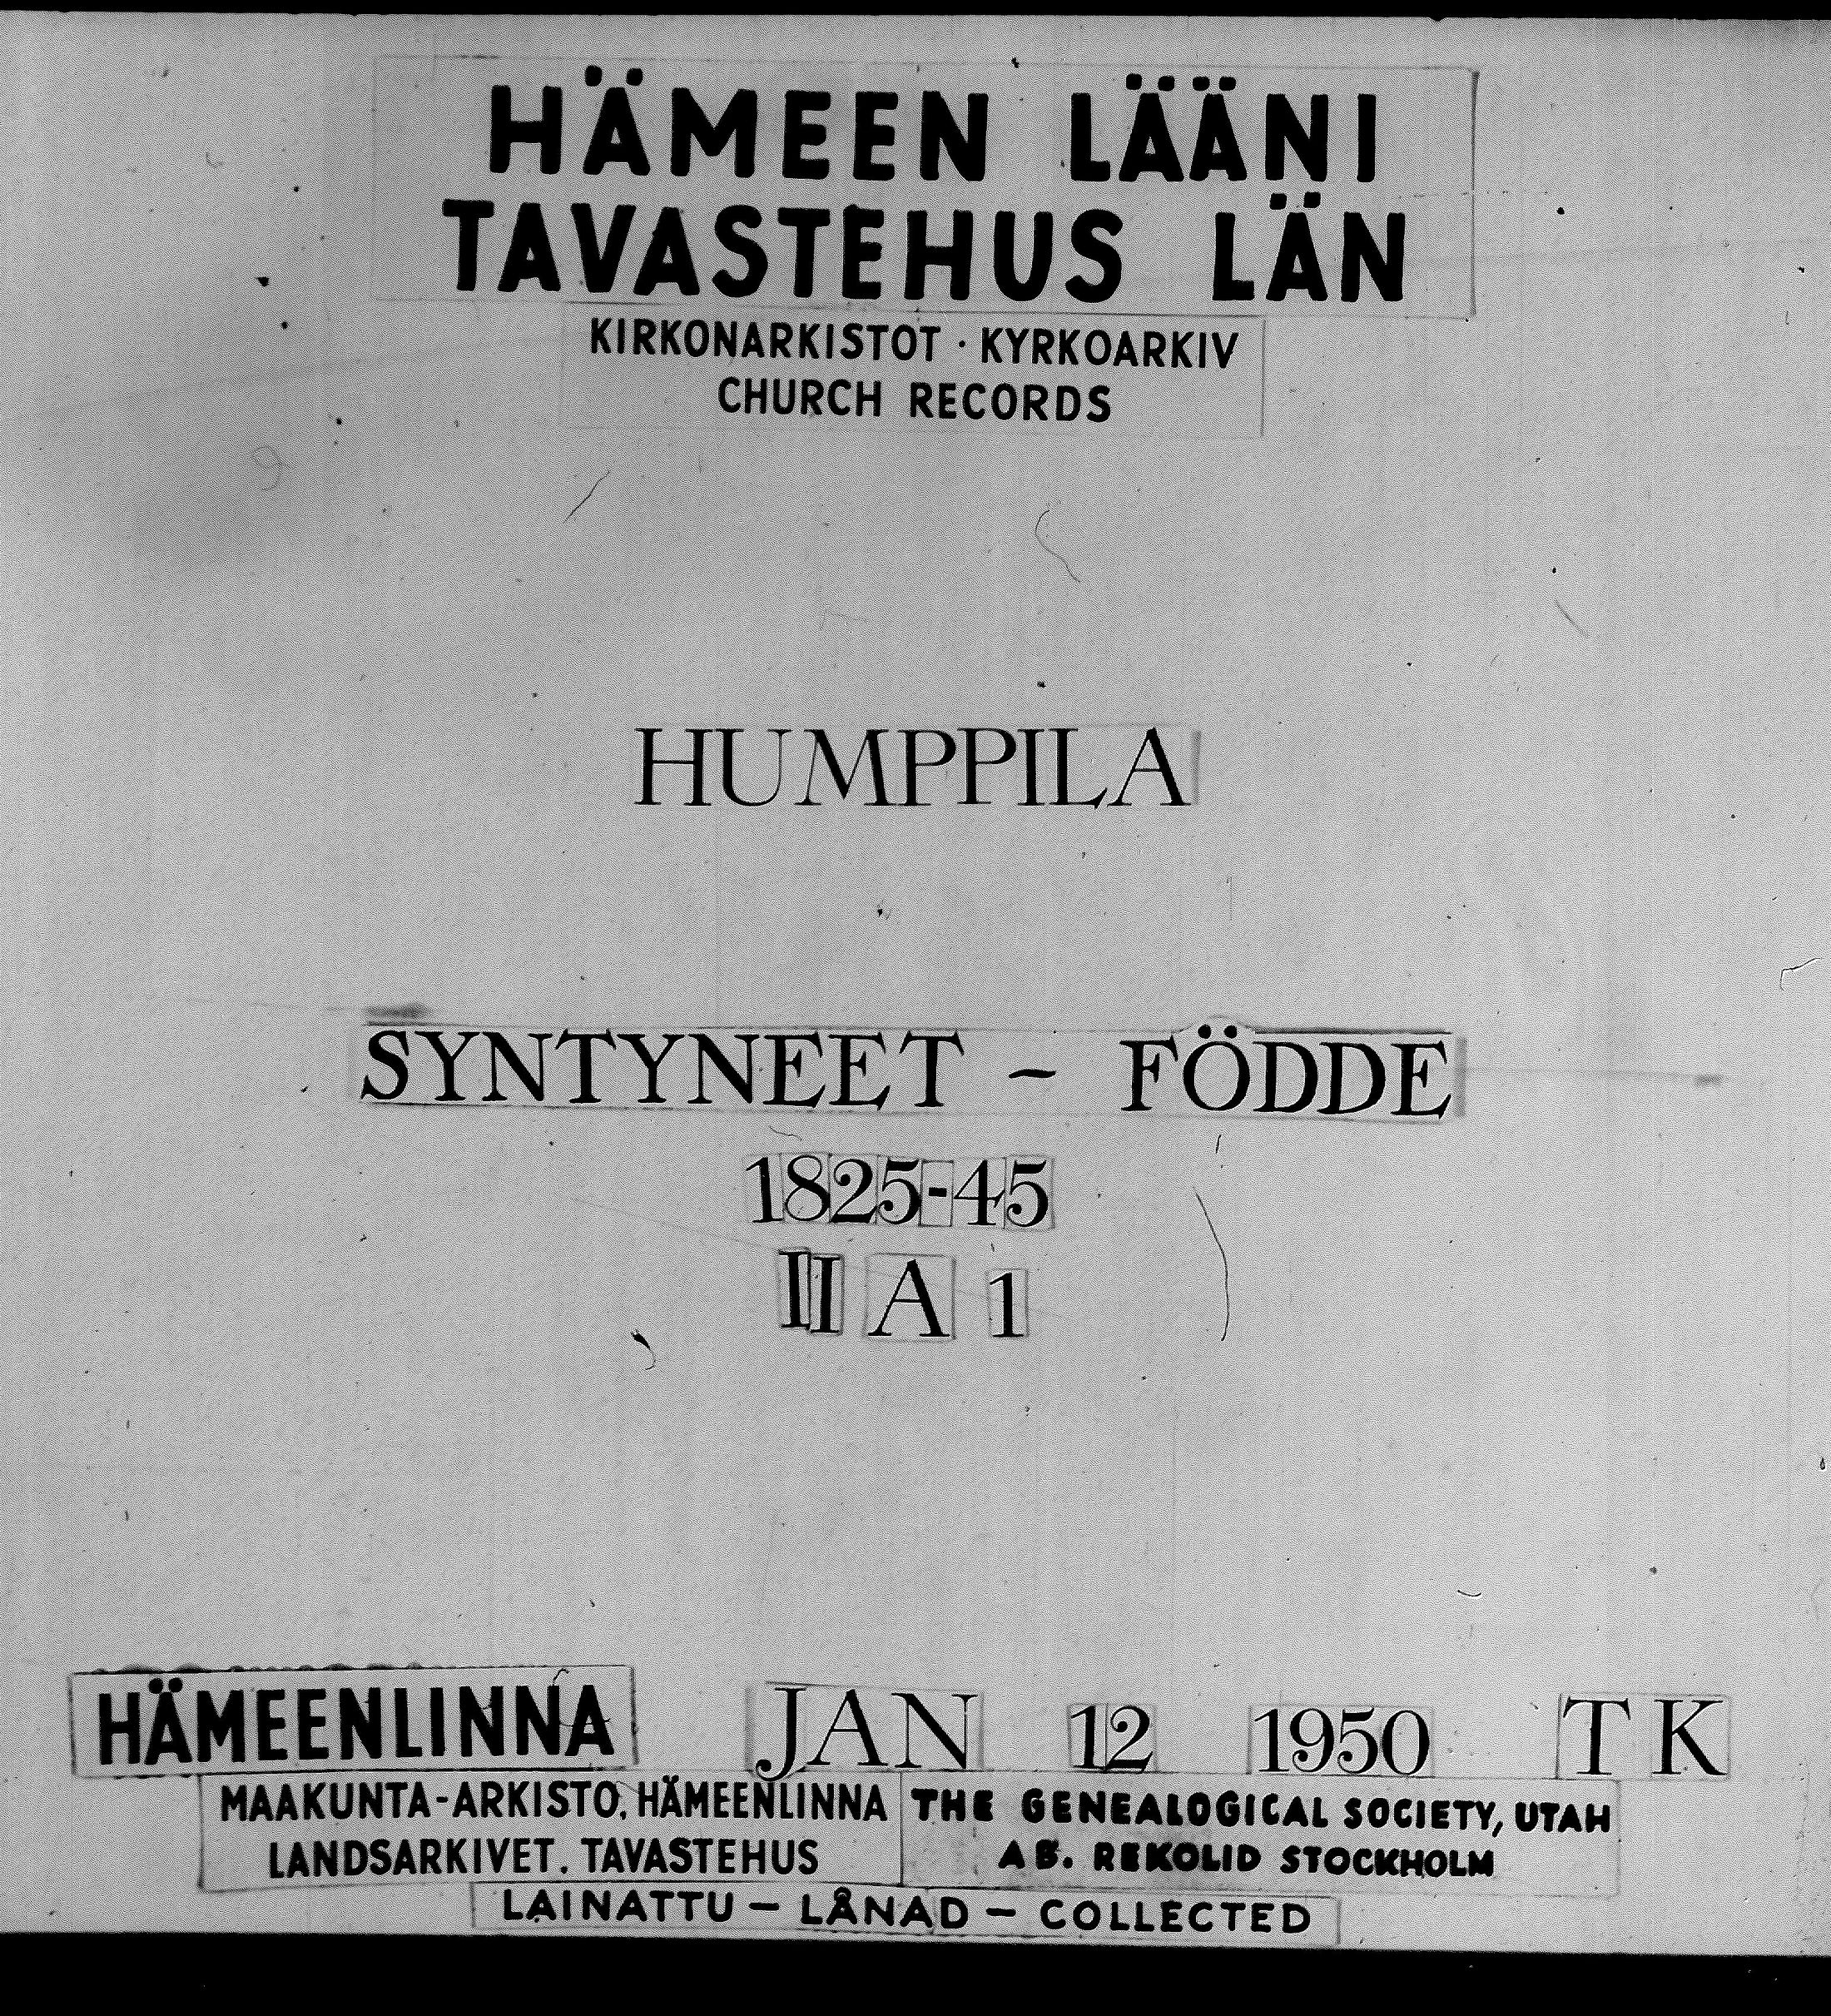 HÄMEEN LÄÄNI
TAVASTEHUS LÄN
KIRKONARKISTOT · KYRKOARKIV
CHURCH RECORDS
HUMPPILA
SYNTYNEET - FÖDDE
1825-45
II A 1
HÄMEENLINNA JAN 12 1950 TK
MAAKUNTA-ARKISTO, HÄMEENLINNA
LANDSARKIVET. TAVASTEHUS
THE GENEALOGICAL SOCIETY, UTAH
AB. REKOLID STOCKHOLM
LAINATTU - LÅNAD - COLLECTED